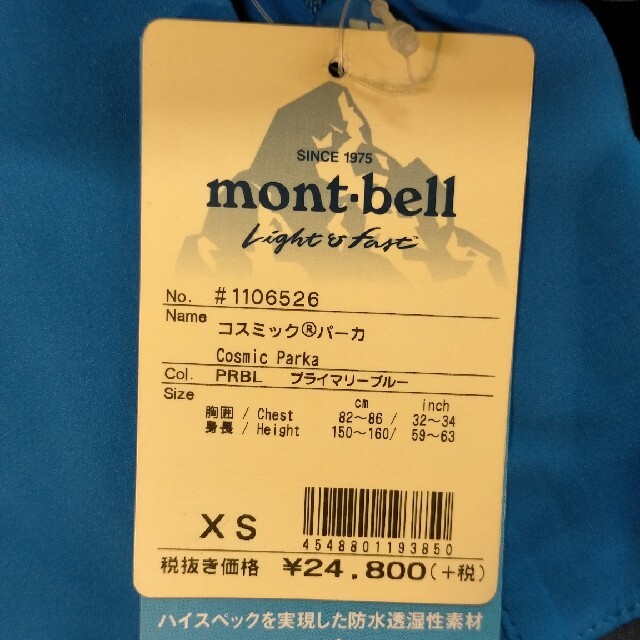 SINCE 1975
mont·bell
Light & Fast
No. #1106526
Name コスミック®パーカ
Cosmic Parka
Col. PRBL プライマリーブルー
Size cm inch
胸囲 / Chest 82〜86 / 32〜34
身長 / Height 150〜160/ 59〜63
XS
4548801193850
税抜き価格 ¥24,800(+税)
ハイスペックを実現した防水透湿性素材